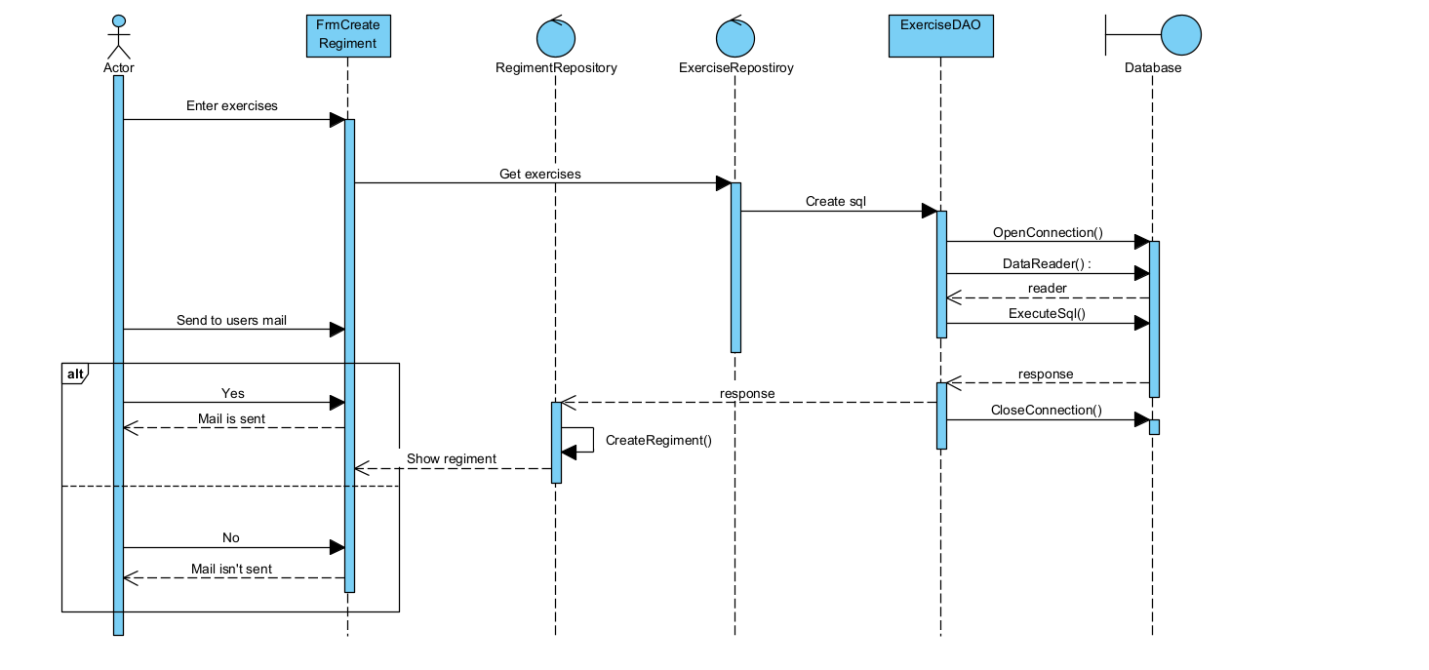 FrmCreate
Regiment
ExerciseDAO
Actor
RegimentRepository
ExerciseRepostiroy
Database
Enter exercises
Get exercises
Create sql
OpenConnection()
DataReader() :
reader
ExecuteSql()
Send to users mail
alt
response
Yes
response
CloseConnection()
Mail is sent
CreateRegiment()
Show regiment
No
Mail isn't sent